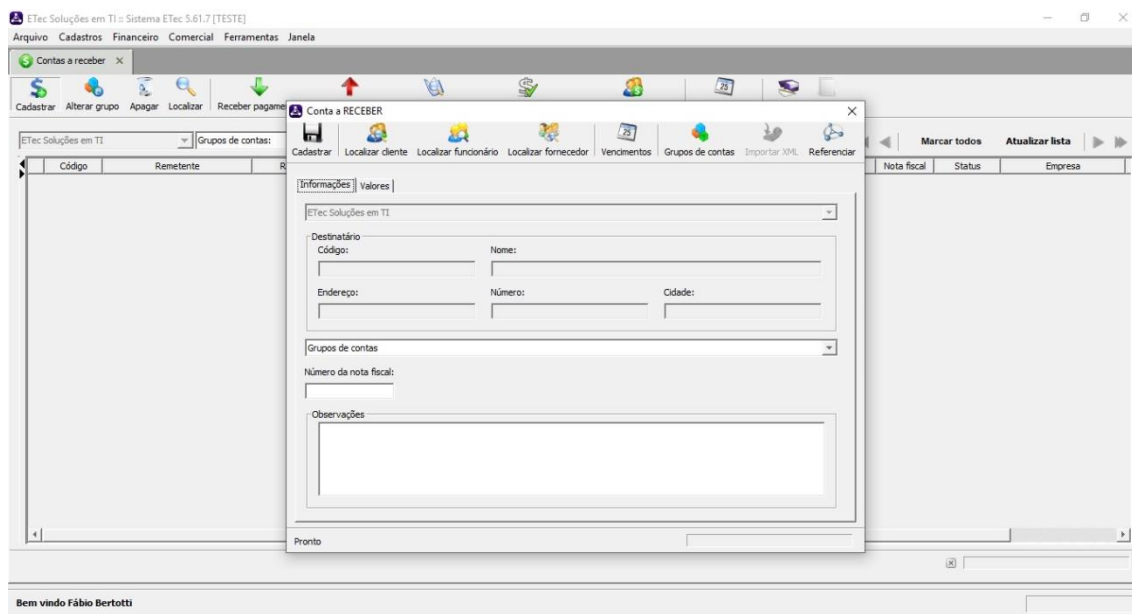 ETec Soluções em TI :: Sistema ETec 5.61.7 [TESTE]
Arquivo Cadastros Financeiro Comercial Ferramentas Janela
Contas a receber
Cadastrar Alterar grupo Apagar Localizar Receber pagame
ETec Soluções em TI Grupos de contas: Marcar todos Atualizar lista
Código Remetente R Nota fiscal Status Empresa
Conta a RECEBER
Cadastrar Localizar cliente Localizar funcionário Localizar fornecedor Vencimentos Grupos de contas Importar XML Referenciar
Informações Valores
ETec Soluções em TI
Destinatário
Código: Nome:
Endereço: Número: Cidade:
Grupos de contas
Número da nota fiscal:
Observações
Pronto
Bem vindo Fábio Bertotti